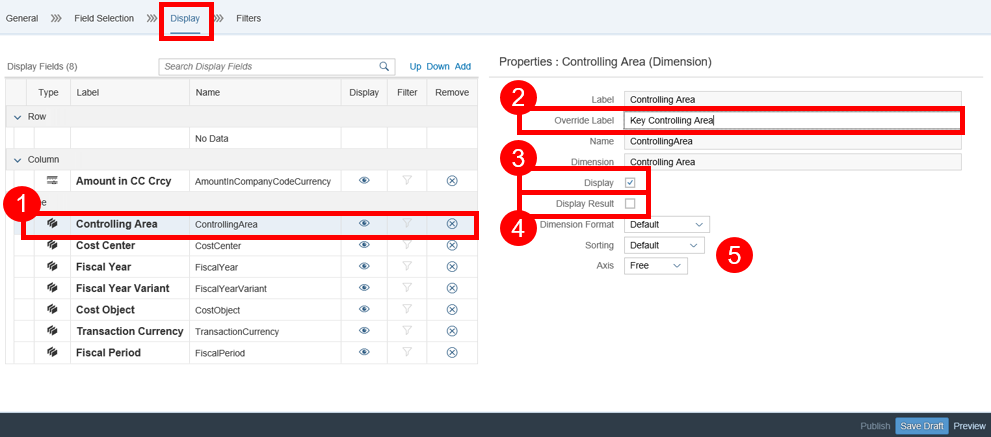 General Field Selection Display Filters
Display Fields (8) Search Display Fields Up Down Add
Type Label Name Display Filter Remove
Row
No Data
Column
Amount in CC Crcy AmountInCompanyCodeCurrency
1 e
Controlling Area ControllingArea
Cost Center CostCenter
Fiscal Year FiscalYear
Fiscal Year Variant FiscalYearVariant
Cost Object CostObject
Transaction Currency TransactionCurrency
Fiscal Period FiscalPeriod
Properties : Controlling Area (Dimension)
2 Label Controlling Area
Override Label Key Controlling Area
Name ControllingArea
3 Dimension Controlling Area
Display
Display Result
4 Dimension Format Default
Sorting Default 5
Axis Free
Publish Save Draft Preview